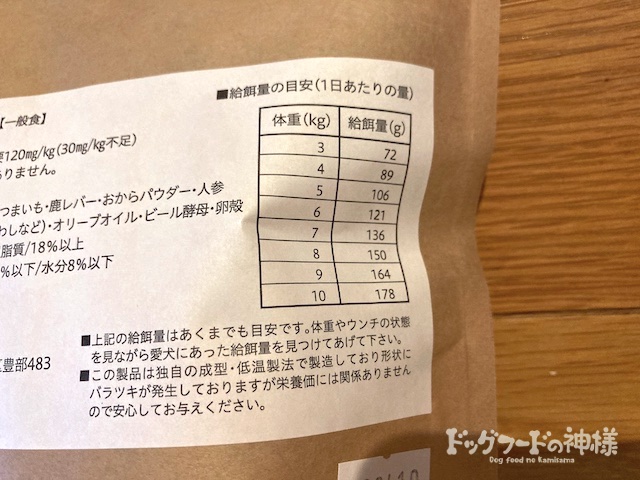 ■給餌量の目安(1日あたりの量)
【一般食】
体重(kg) 給餌量(g)
3 72
4 89
5 106
6 121
7 136
8 150
9 164
10 178
要120mg/kg(30mg/kg不足)
ありません。
つまいも・鹿レバー・おからパウダー・人参
わしなど)・オリーブオイル・ビール酵母・卵殻
脂質/18%以上
%以下/水分8%以下
豊部483
■上記の給餌量はあくまでも目安です。体重やウンチの状態
を見ながら愛犬にあった給餌量を見つけてあげて下さい。
■この製品は独自の成型・低温製法で製造しており形状に
バラツキが発生しておりますが栄養価には関係ありません
ので安心してお与えください。
ドッグフードの神様
Dog food no Kamisama